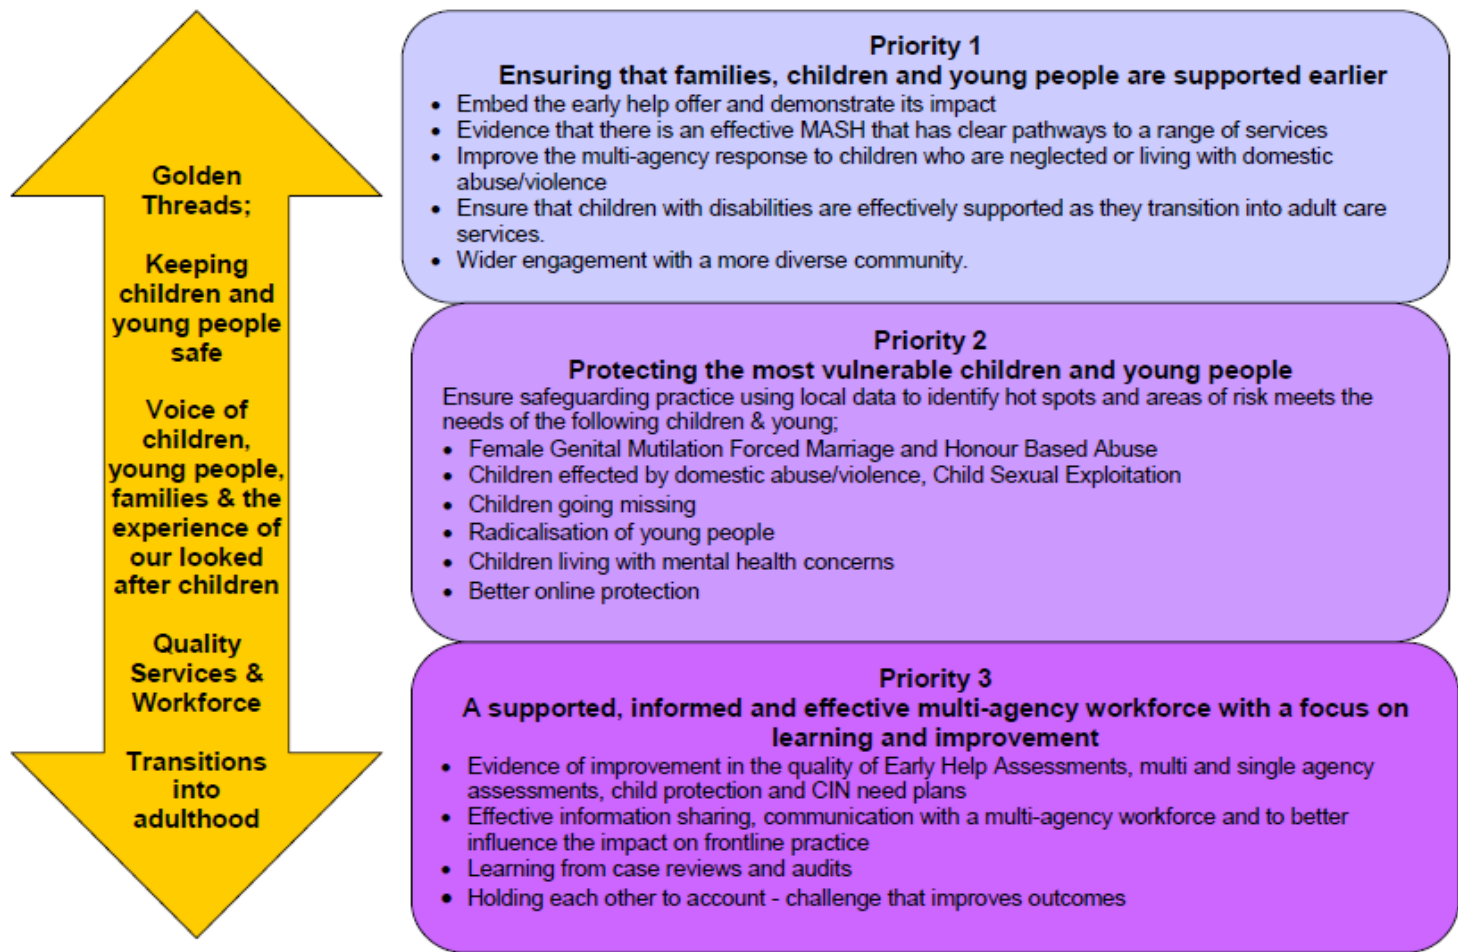 Golden
Threads;
Keeping
children and
young people
safe
Voice of
children,
young people,
families & the
experience of
our looked
after children
Quality
Services &
Workforce
Transitions
into
adulthood
Priority 1
Ensuring that families, children and young people are supported earlier
• Embed the early help offer and demonstrate its impact
• Evidence that there is an effective MASH that has clear pathways to a range of services
• Improve the multi-agency response to children who are neglected or living with domestic
abuse/violence
• Ensure that children with disabilities are effectively supported as they transition into adult care
services.
• Wider engagement with a more diverse community.
Priority 2
Protecting the most vulnerable children and young people
Ensure safeguarding practice using local data to identify hot spots and areas of risk meets the
needs of the following children & young;
• Female Genital Mutilation Forced Marriage and Honour Based Abuse
• Children effected by domestic abuse/violence, Child Sexual Exploitation
• Children going missing
• Radicalisation of young people
• Children living with mental health concerns
• Better online protection
Priority 3
A supported, informed and effective multi-agency workforce with a focus on
learning and improvement
• Evidence of improvement in the quality of Early Help Assessments, multi and single agency
assessments, child protection and CIN need plans
• Effective information sharing, communication with a multi-agency workforce and to better
influence the impact on frontline practice
• Learning from case reviews and audits
• Holding each other to account - challenge that improves outcomes